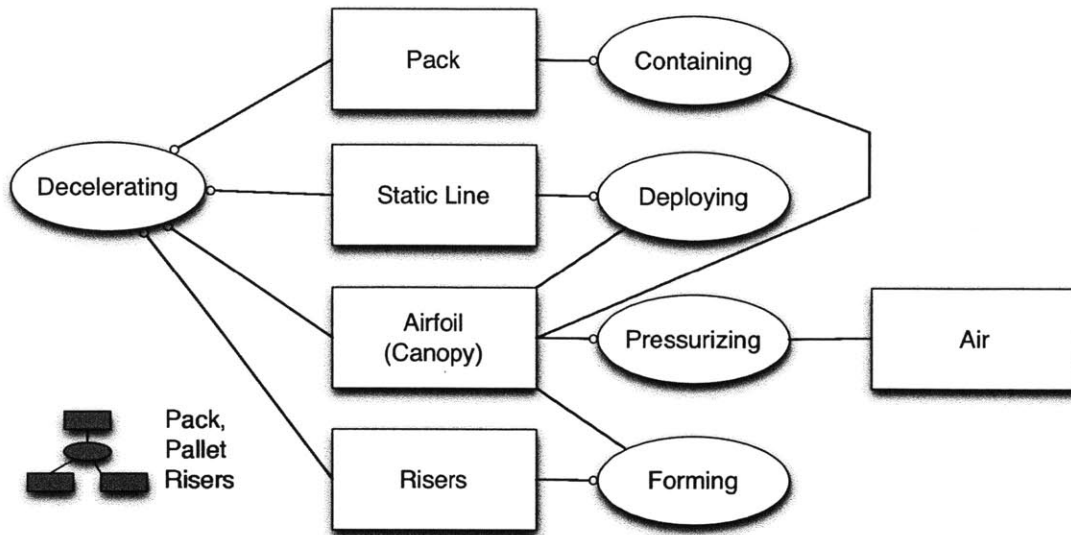 Pack
Containing
Decelerating
Static Line
Deploying
Airfoil
(Canopy)
Pressurizing
Air
Pack,
Pallet
Risers
Risers
Forming